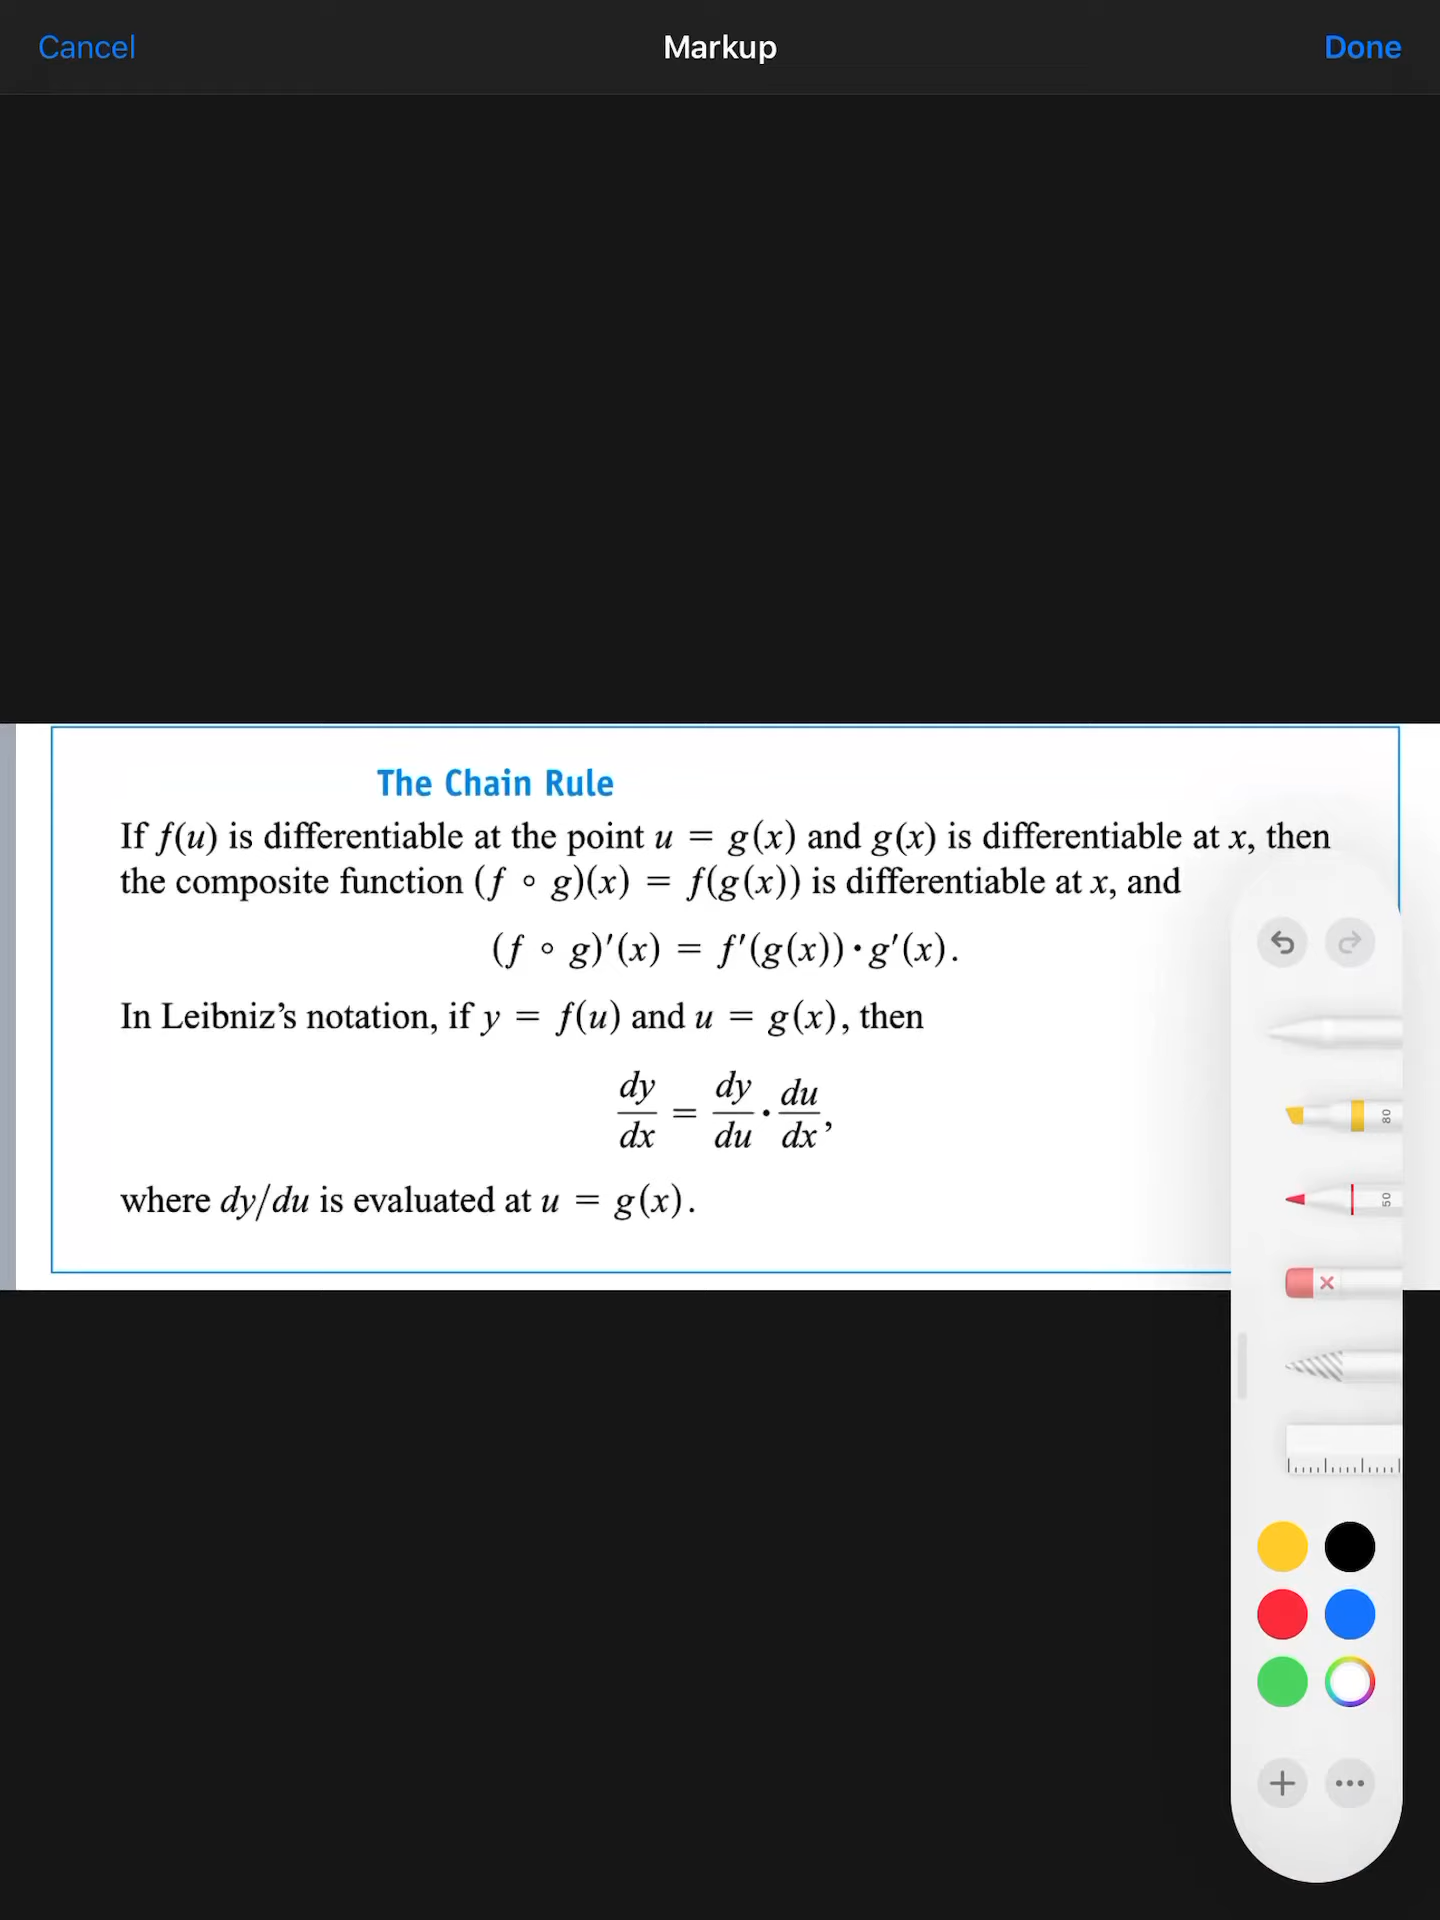 Cancel Markup Done
The Chain Rule
If f(u) is differentiable at the point u = g(x) and g(x) is differentiable at x, then
the composite function (f ∘ g)(x) = f(g(x)) is differentiable at x, and
(f ∘ g)′(x) = f′(g(x)) · g′(x).
In Leibniz’s notation, if y = f(u) and u = g(x), then
dy/dx = dy/du · du/dx,
where dy/du is evaluated at u = g(x).
80
50